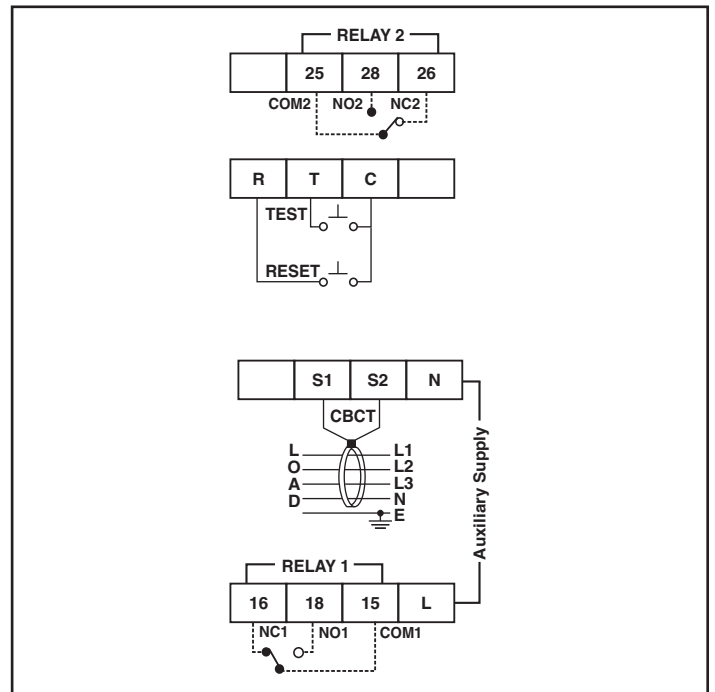 RELAY 2
25 28 26
COM2 NO2 NC2
R T C
TEST
RESET
S1 S2 N
CBCT
L L1
O L2
A L3
D N
E
Auxiliary Supply
RELAY 1
16 18 15 L
NC1 NO1 COM1